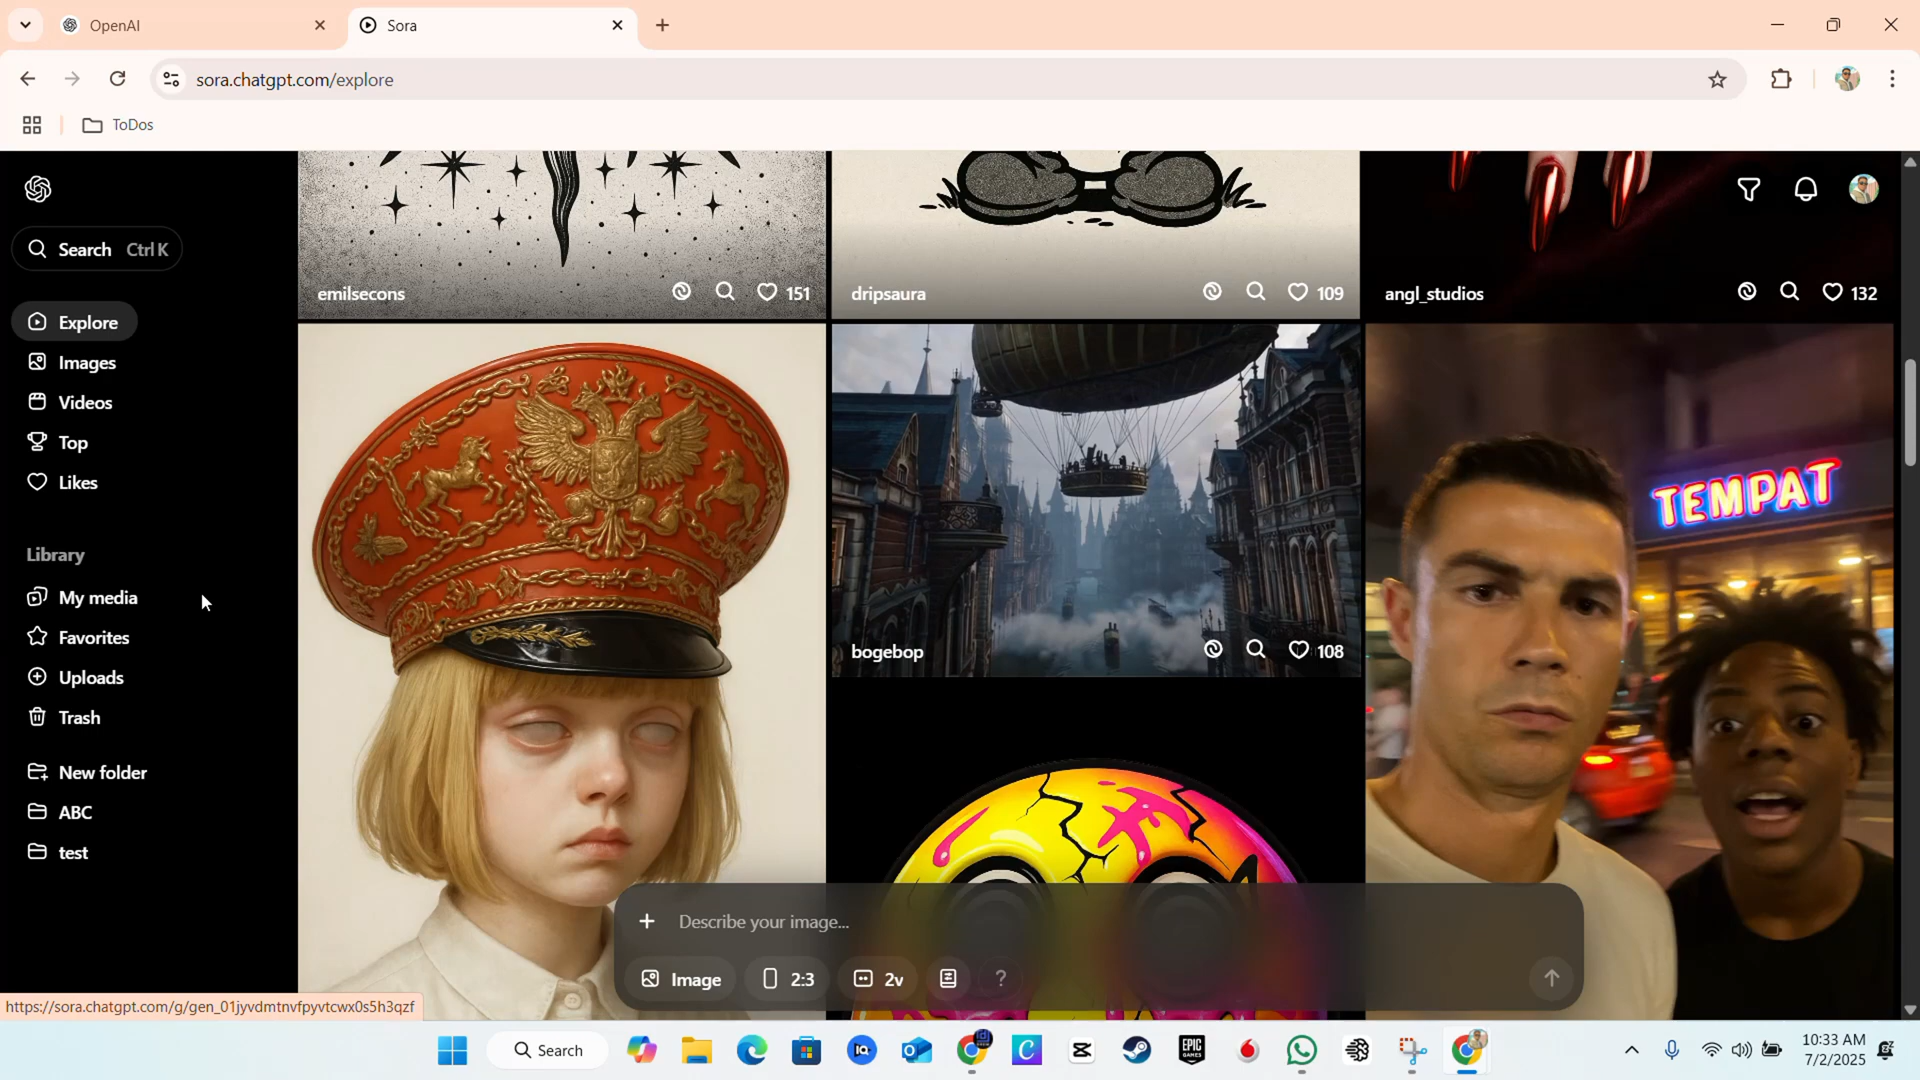 OpenAI
Sora
sora.chatgpt.com/explore
ToDos
Search Ctrl K
Explore
Images
Videos
Top
Likes
Library
My media
Favorites
Uploads
Trash
New folder
ABC
test
emilsecons 151
dripsaura 109
angl_studios 132
bogebop 108
TEMPAT
Describe your image...
Image 2:3 2v ?
https://sora.chatgpt.com/g/gen_01jyvdmtnvfpyvtcwx0s5h3qzf
Search
EPIC GAMES
10:33 AM
7/2/2025